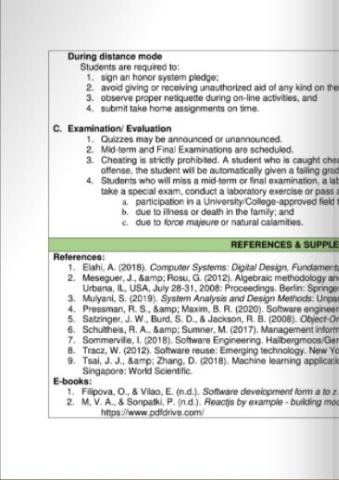 During distance mode
Students are required to:
1. sign an honor system pledge;
2. avoid giving or receiving unauthorized aid of any kind on the
3. observe proper netiquette during on-line activities, and
4. submit take home assignments on time.
C. Examination/ Evaluation
1. Quizzes may be announced or unannounced.
2. Mid-term and Final Examinations are scheduled.
3. Cheating is strictly prohibited. A student who is caught chea
offense, the student will be automatically given a failing grad
4. Students who will miss a mid-term or final examination, a lab
take a special exam, conduct a laboratory exercise or pass a
a. participation in a University/College-approved field t
b. due to illness or death in the family; and
c. due to force majeure or natural calamities.
REFERENCES & SUPPLE
References:
1. Elahi, A. (2018). Computer Systems: Digital Design, Fundament
2. Meseguer, J., &amp; Rosu, G. (2012). Algebraic methodology an
Urbana, IL, USA, July 28-31, 2008: Proceedings. Berlin: Springe
3. Mulyani, S. (2019). System Analysis and Design Methods: Unpa
4. Pressman, R. S., &amp; Maxim, B. R. (2020). Software engineer
5. Satzinger, J. W., Burd, S. D., & Jackson, R. B. (2008). Object-Or
6. Schultheis, R. A., &amp; Sumner, M. (2017). Management inform
7. Sommerville, I. (2018). Software Engineering. Hallbergmoos/Ger
8. Tracz, W. (2012). Software reuse: Emerging technology. New Yo
9. Tsai, J. J., &amp; Zhang, D. (2018). Machine learning applicatio
Singapore: World Scientific.
E-books:
1. Filipova, O., & Vilao, E. (n.d.). Software development form a to z.
2. M, V. A., & Sonpatki, P. (n.d.). Reactjs by example - building mod
https://www.pdfdrive.com/